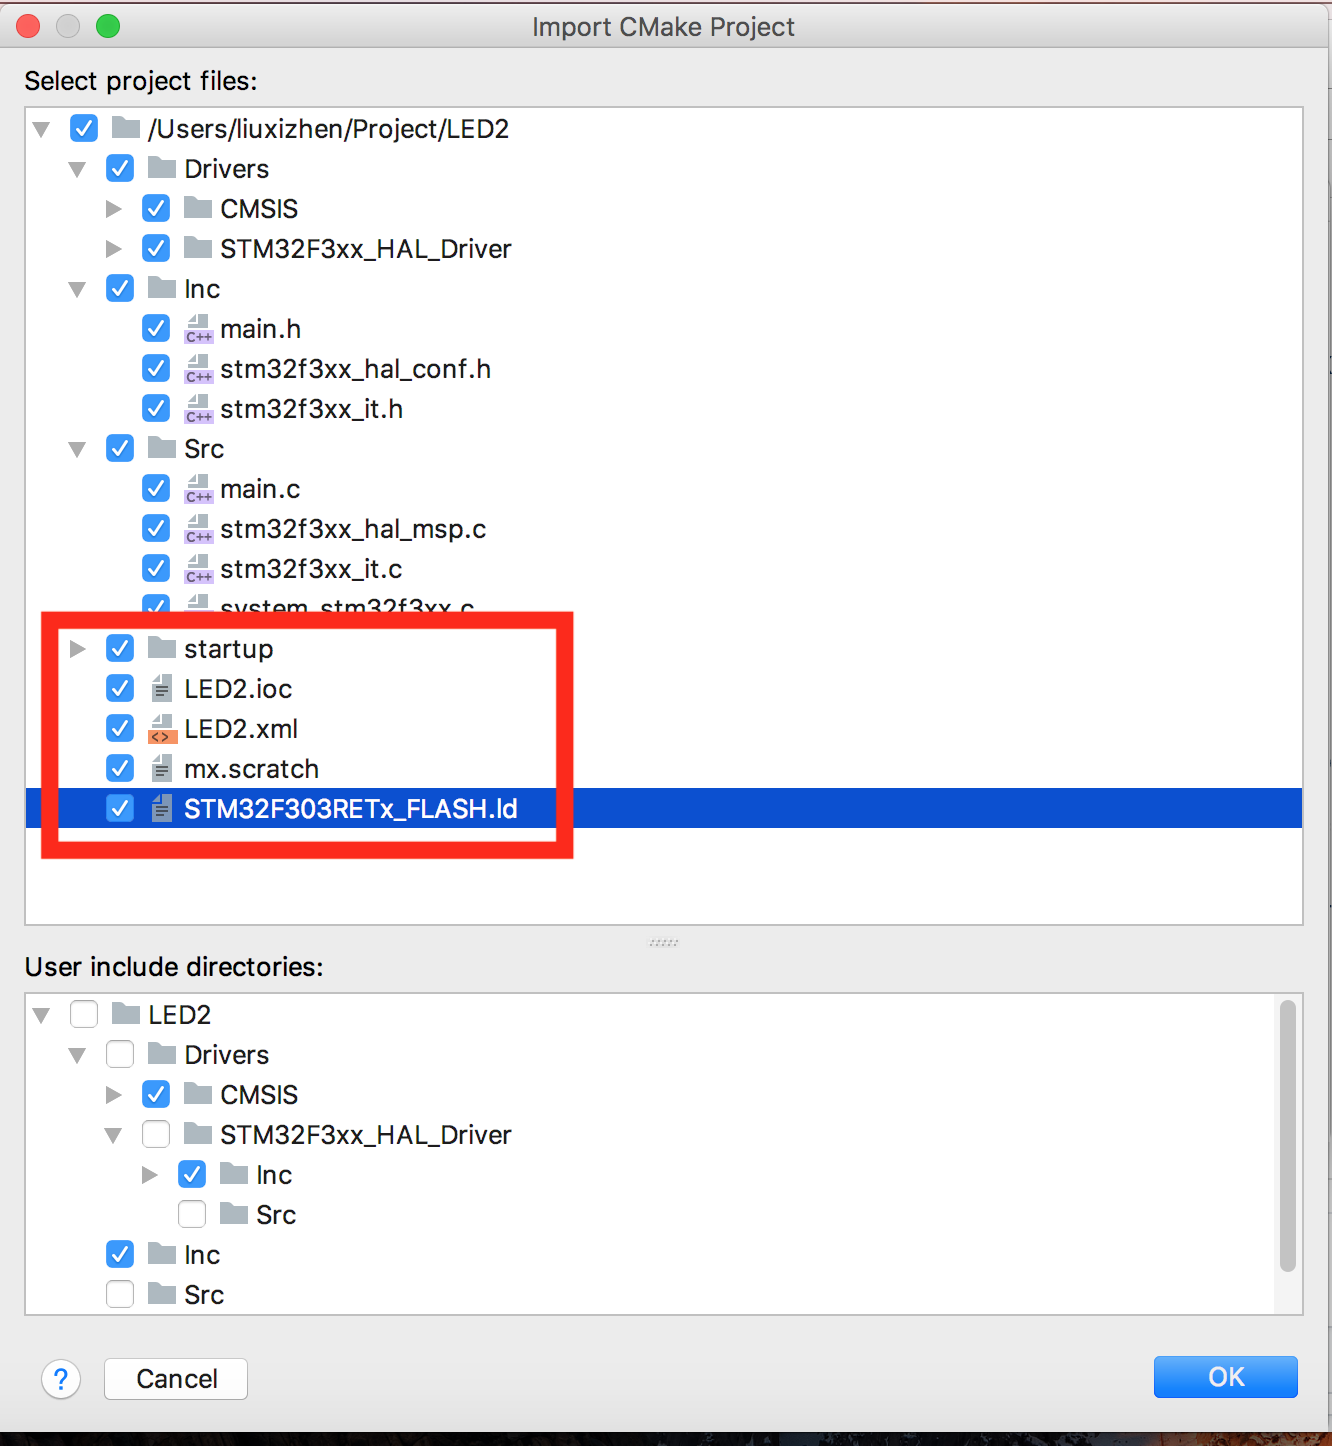 Import CMake Project
Select project files:
/Users/liuxizhen/Project/LED2
Drivers
CMSIS
STM32F3xx_HAL_Driver
Inc
C++ main.h
C++ stm32f3xx_hal_conf.h
C++ stm32f3xx_it.h
Src
C++ main.c
C++ stm32f3xx_hal_msp.c
C++ stm32f3xx_it.c
system_stm32f3xx.c
startup
LED2.ioc
<> LED2.xml
mx.scratch
STM32F303RETx_FLASH.ld
User include directories:
LED2
Drivers
CMSIS
STM32F3xx_HAL_Driver
Inc
Src
Inc
Src
? Cancel OK